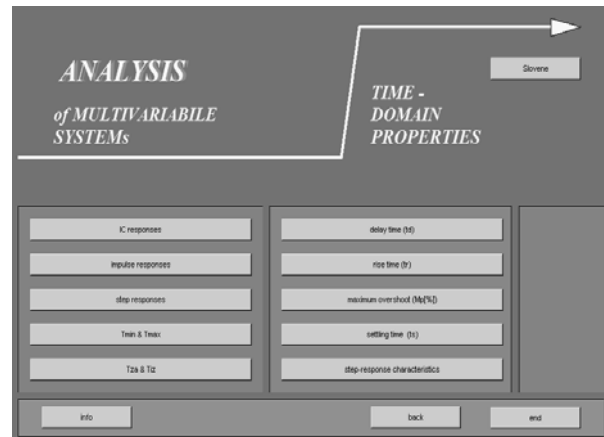 ANALYSIS
of MULTIVARIABILE
SYSTEMs
TIME -
DOMAIN
PROPERTIES
Slovene
IC responses
impulse responses
step responses
Tmin & Tmax
Tza & Tiz
delay time (td)
rise time (tr)
maximum overshoot (Mp[%])
settling time (ts)
step-response characteristics
info
back
end